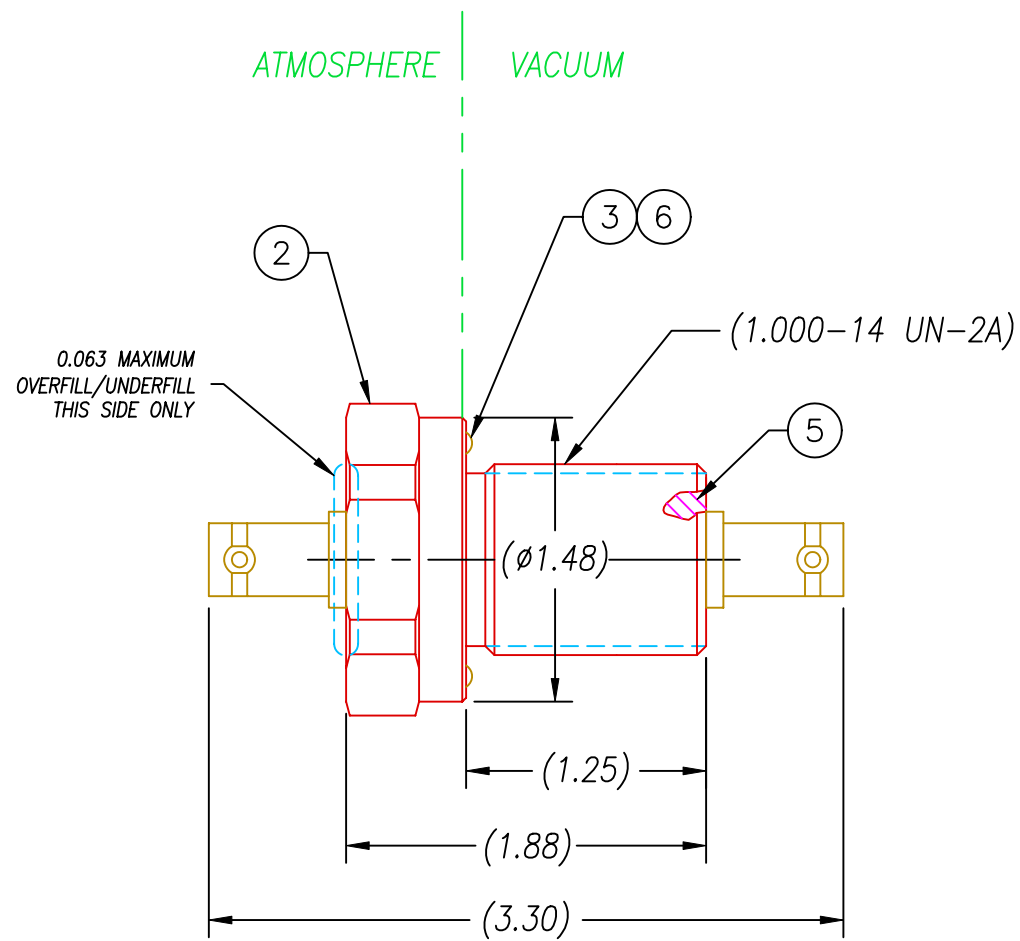 ATMOSPHERE VACUUM
3 6
2
(1.000-14 UN-2A)
0.063 MAXIMUM
OVERFILL/UNDERFILL
THIS SIDE ONLY
5
(ø1.48)
(1.25)
(1.88)
(3.30)